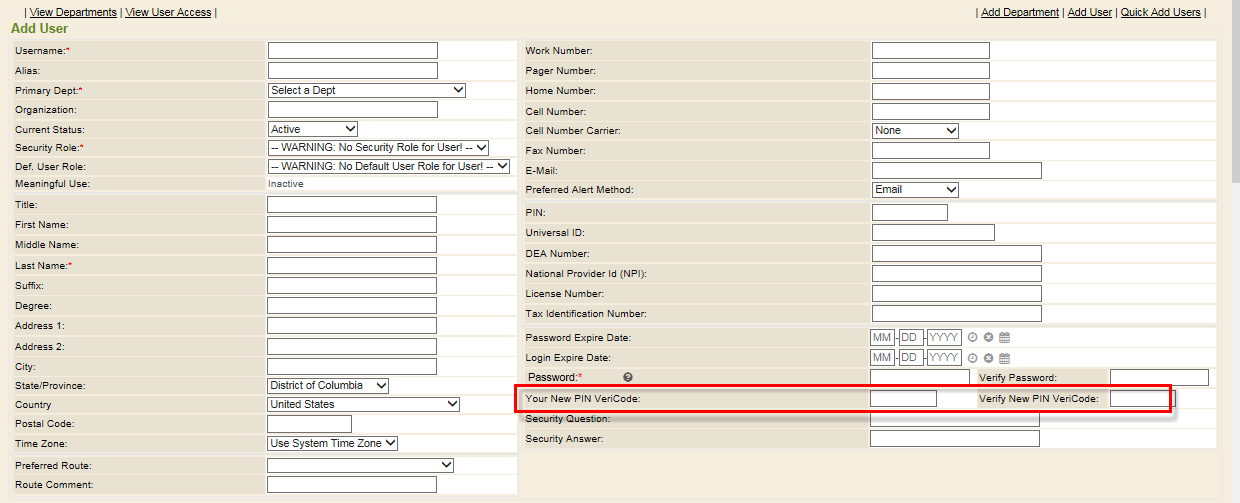 | View Departments | View User Access |
| Add Department | Add User | Quick Add Users |
Add User
Username:*
Alias:
Primary Dept:* Select a Dept
Organization:
Current Status: Active
Security Role:* -- WARNING: No Security Role for User! --
Def. User Role: -- WARNING: No Default User Role for User! --
Meaningful Use: Inactive
Title:
First Name:
Middle Name:
Last Name:*
Suffix:
Degree:
Address 1:
Address 2:
City:
State/Province: District of Columbia
Country United States
Postal Code:
Time Zone: Use System Time Zone
Preferred Route:
Route Comment:
Work Number:
Pager Number:
Home Number:
Cell Number:
Cell Number Carrier: None
Fax Number:
E-Mail:
Preferred Alert Method: Email
PIN:
Universal ID:
DEA Number:
National Provider Id (NPI):
License Number:
Tax Identification Number:
Password Expire Date: MM - DD - YYYY
Login Expire Date: MM - DD - YYYY
Password:* ? Verify Password:
Your New PIN VeriCode: Verify New PIN VeriCode:
Security Question:
Security Answer: